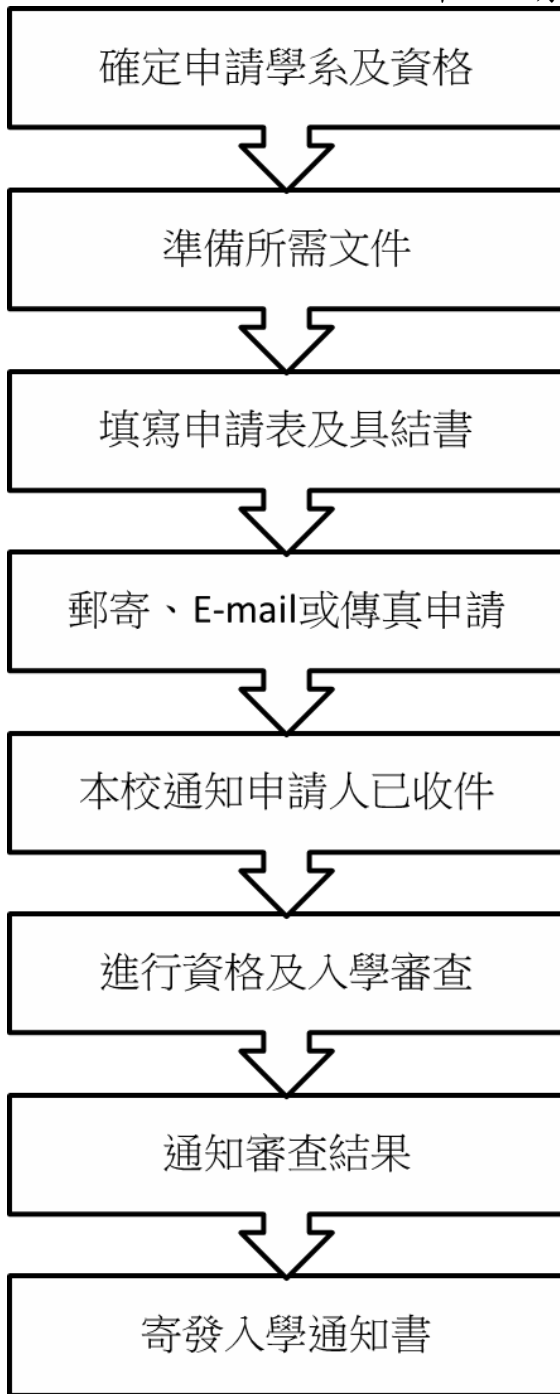 確定申請學系及資格
準備所需文件
填寫申請表及具結書
郵寄、E-mail或傳真申請
本校通知申請人已收件
進行資格及入學審查
通知審查結果
寄發入學通知書